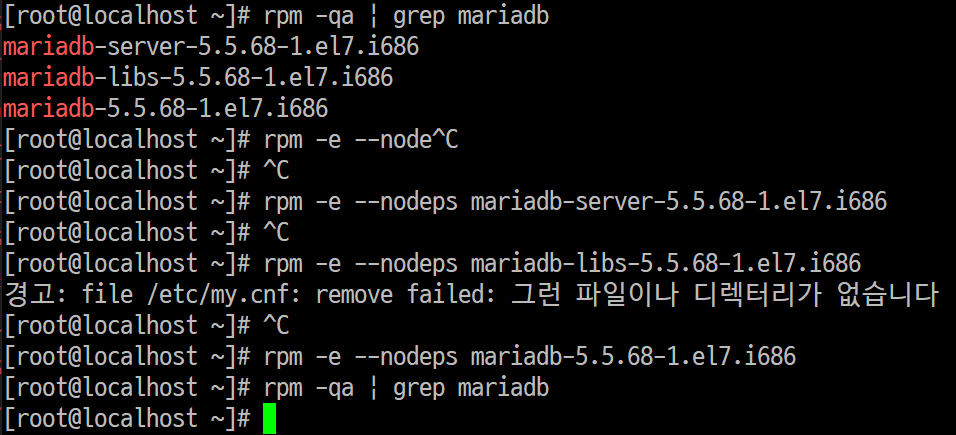 [root@localhost ~]# rpm -qa | grep mariadb
mariadb-server-5.5.68-1.el7.i686
mariadb-libs-5.5.68-1.el7.i686
mariadb-5.5.68-1.el7.i686
[root@localhost ~]# rpm -e --node^C
[root@localhost ~]# ^C
[root@localhost ~]# rpm -e --nodeps mariadb-server-5.5.68-1.el7.i686
[root@localhost ~]# ^C
[root@localhost ~]# rpm -e --nodeps mariadb-libs-5.5.68-1.el7.i686
경고: file /etc/my.cnf: remove failed: 그런 파일이나 디렉터리가 없습니다
[root@localhost ~]# ^C
[root@localhost ~]# rpm -e --nodeps mariadb-5.5.68-1.el7.i686
[root@localhost ~]# rpm -qa | grep mariadb
[root@localhost ~]#